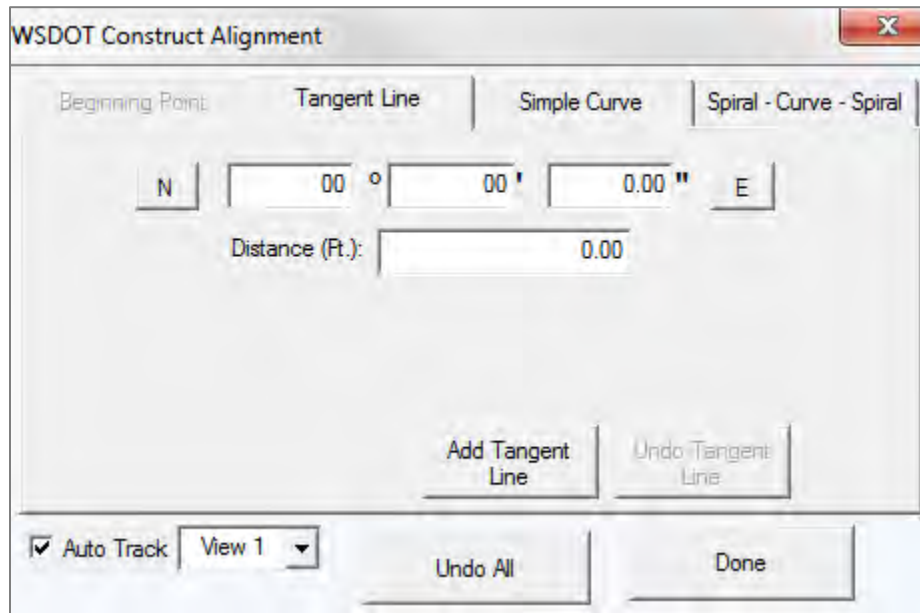 WSDOT Construct Alignment
Beginning Point Tangent Line Simple Curve Spiral - Curve - Spiral
N 00 ° 00 ' 0.00 " E
Distance (Ft.): 0.00
Add Tangent Line
Undo Tangent Line
Auto Track View 1 Undo All Done